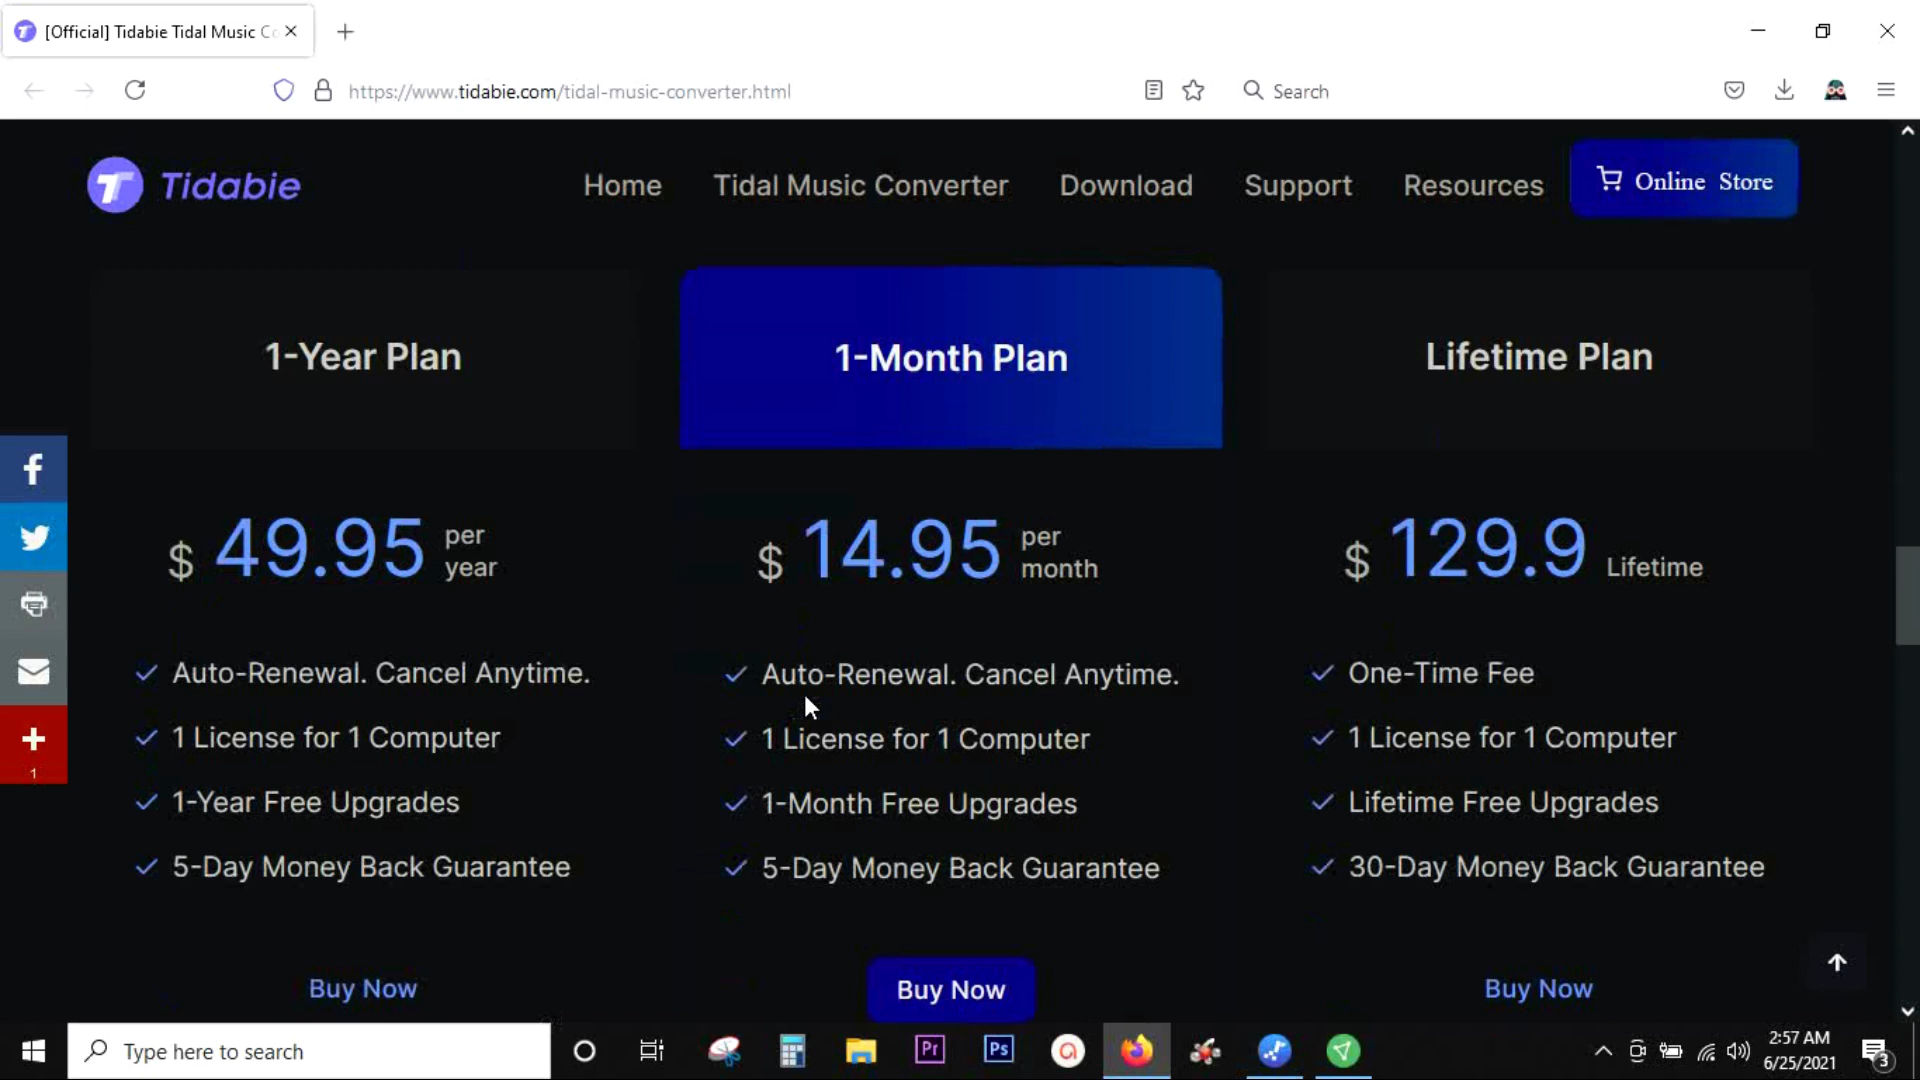 [Official] Tidabie Tidal Music Co
https://www.tidabie.com/tidal-music-converter.html
Search
Tidabie
Home
Tidal Music Converter
Download
Support
Resources
Online Store
1-Year Plan
1-Month Plan
Lifetime Plan
$ 49.95 per year
$ 14.95 per month
$ 129.9 Lifetime
Auto-Renewal. Cancel Anytime.
1 License for 1 Computer
1-Year Free Upgrades
5-Day Money Back Guarantee
Auto-Renewal. Cancel Anytime.
1 License for 1 Computer
1-Month Free Upgrades
5-Day Money Back Guarantee
One-Time Fee
1 License for 1 Computer
Lifetime Free Upgrades
30-Day Money Back Guarantee
1
Buy Now
Buy Now
Buy Now
Type here to search
Pr
Ps
2:57 AM
6/25/2021
3